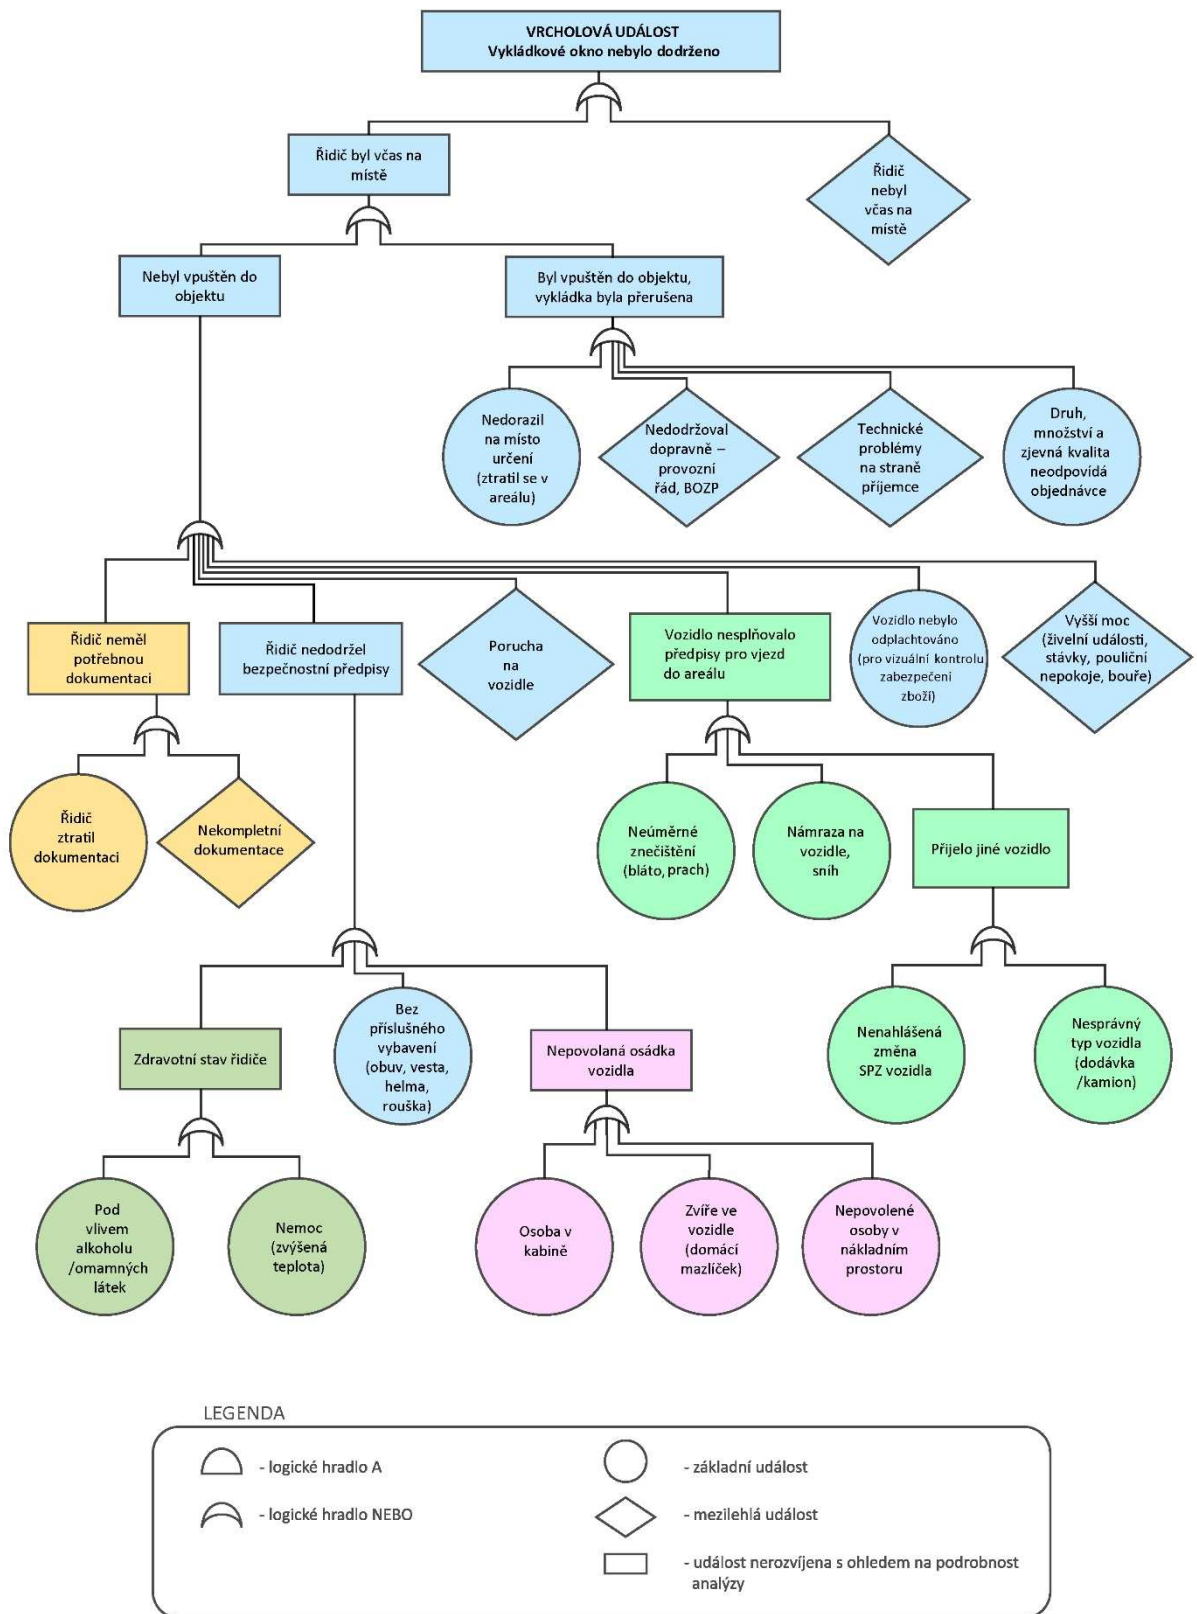 VRCHOLOVÁ UDÁLOST
Vykládkové okno nebylo dodrženo
Řidič byl včas na
místě
Řidič
nebyl
včas na
místě
Nebyl vpuštěn do
objektu
Byl vpuštěn do objektu,
vykládka byla přerušena
Nedorazil
na místo
určení
(ztratil se v
areálu)
Nedodržoval
dopravně –
provozní
řád, BOZP
Technické
problémy
na straně
příjemce
Druh,
množství a
zjevná kvalita
neodpovídá
objednávce
Řidič neměl
potřebnou
dokumentaci
Řidič nedodržel
bezpečnostní předpisy
Porucha
na
vozidle
Vozidlo nesplňovalo
předpisy pro vjezd
do areálu
Vozidlo nebylo
odplachtováno
(pro vizuální kontrolu
zabezpečení
zboží)
Vyšší moc
(živelní události,
stávky, pouliční
nepokoje, bouře)
Řidič
ztratil
dokumentaci
Nekompletní
dokumentace
Neúměrné
znečištění
(bláto, prach)
Námraza na
vozidle,
sníh
Přijelo jiné vozidlo
Zdravotní stav řidiče
Bez
příslušného
vybavení
(obuv, vesta,
helma,
rouška)
Nepovolaná osádka
vozidla
Nenahlášená
změna
SPZ vozidla
Nesprávný
typ vozidla
(dodávka
/kamion)
Pod
vlivem
alkoholu
/omamných
látek
Nemoc
(zvýšená
teplota)
Osoba v
kabině
Zvíře ve
vozidle
(domácí
mazlíček)
Nepovolené
osoby v
nákladním
prostoru
LEGENDA
- logické hradlo A
- základní událost
- logické hradlo NEBO
- mezilehlá událost
- událost nerozvíjena s ohledem na podrobnost
analýzy